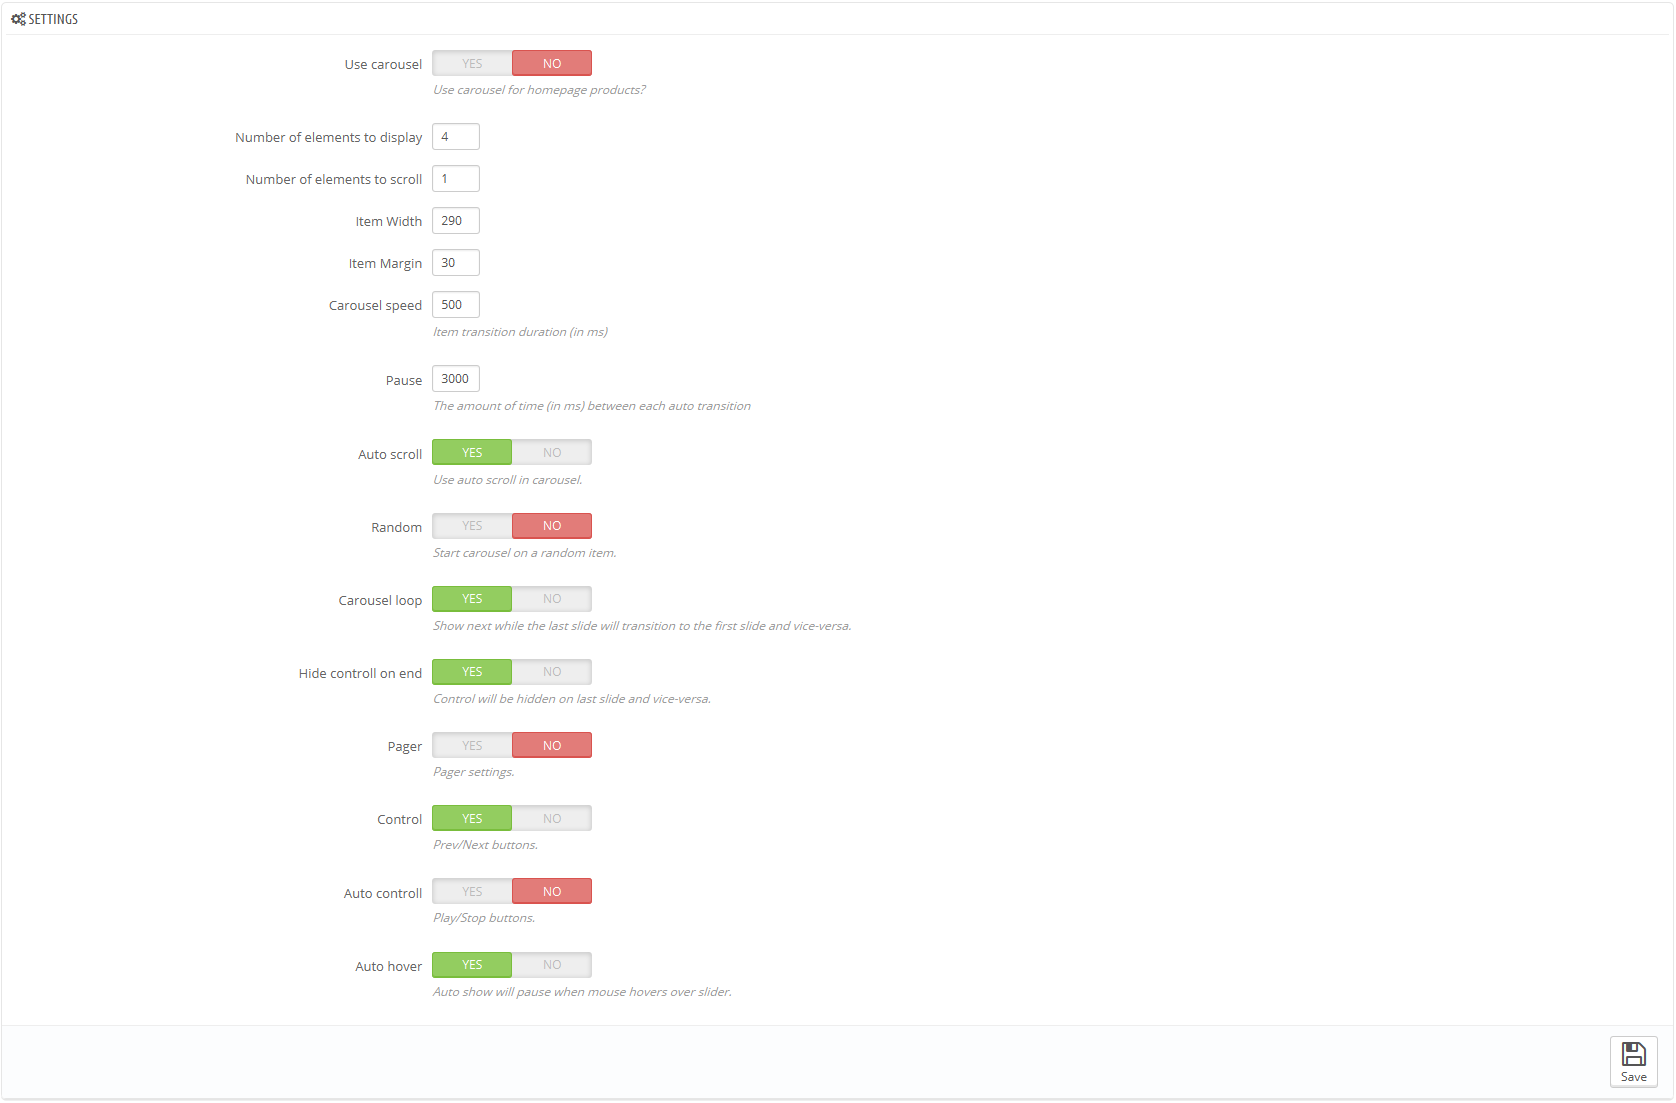 SETTINGS
Use carousel YES NO
Use carousel for homepage products?
Number of elements to display 4
Number of elements to scroll 1
Item Width 290
Item Margin 30
Carousel speed 500
Item transition duration (in ms)
Pause 3000
The amount of time (in ms) between each auto transition
Auto scroll YES NO
Use auto scroll in carousel.
Random YES NO
Start carousel on a random item.
Carousel loop YES NO
Show next while the last slide will transition to the first slide and vice-versa.
Hide controll on end YES NO
Control will be hidden on last slide and vice-versa.
Pager YES NO
Pager settings.
Control YES NO
Prev/Next buttons.
Auto controll YES NO
Play/Stop buttons.
Auto hover YES NO
Auto show will pause when mouse hovers over slider.
Save